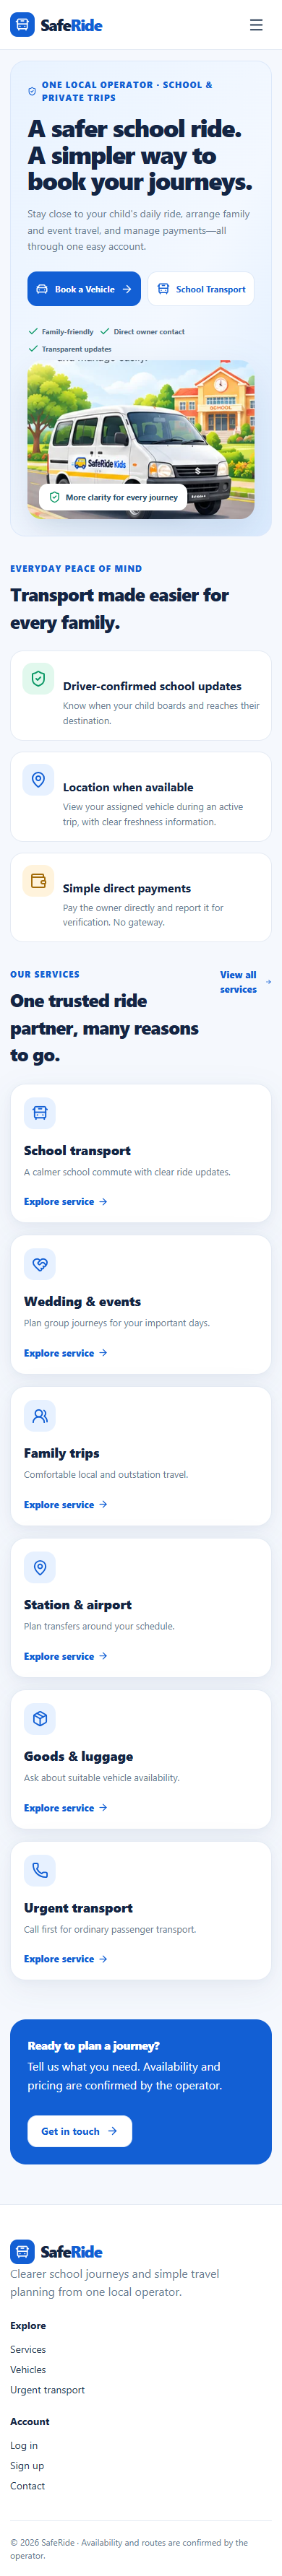 SafeRide
ONE LOCAL OPERATOR · SCHOOL &
PRIVATE TRIPS
A safer school ride.
A simpler way to
book your journeys.
Stay close to your child's daily ride, arrange family
and event travel, and manage payments—all
through one easy account.
Book a Vehicle
School Transport
Family-friendly
Direct owner contact
Transparent updates
SCHOOL
SafeRide Kids
$
More clarity for every journey
EVERYDAY PEACE OF MIND
Transport made easier for
every family.
Driver-confirmed school updates
Know when your child boards and reaches their
destination.
Location when available
View your assigned vehicle during an active
trip, with clear freshness information.
Simple direct payments
Pay the owner directly and report it for
verification. No gateway.
OUR SERVICES
View all
services
One trusted ride
partner, many reasons
to go.
School transport
A calmer school commute with clear ride updates.
Explore service
Wedding & events
Plan group journeys for your important days.
Explore service
Family trips
Comfortable local and outstation travel.
Explore service
Station & airport
Plan transfers around your schedule.
Explore service
Goods & luggage
Ask about suitable vehicle availability.
Explore service
Urgent transport
Call first for ordinary passenger transport.
Explore service
Ready to plan a journey?
Tell us what you need. Availability and
pricing are confirmed by the operator.
Get in touch
SafeRide
Clearer school journeys and simple travel
planning from one local operator.
Explore
Services
Vehicles
Urgent transport
Account
Log in
Sign up
Contact
© 2026 SafeRide · Availability and routes are confirmed by the
operator.